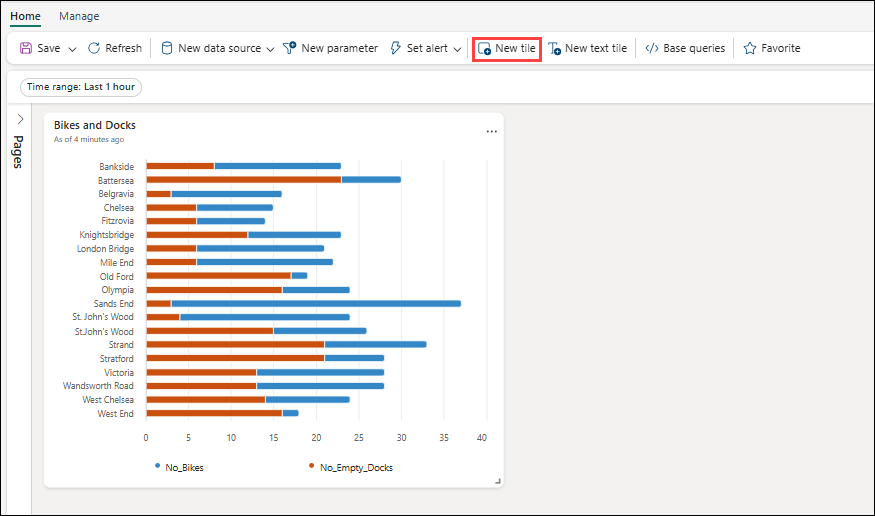 Home Manage
Save Refresh New data source New parameter Set alert New tile New text tile Base queries Favorite
Time range: Last 1 hour
Pages
Bikes and Docks
As of 4 minutes ago
Bankside
Battersea
Belgravia
Chelsea
Fitzrovia
Knightsbridge
London Bridge
Mile End
Old Ford
Olympia
Sands End
St. John's Wood
St.John's Wood
Strand
Stratford
Victoria
Wandsworth Road
West Chelsea
West End
0 5 10 15 20 25 30 35 40
No_Bikes No_Empty_Docks